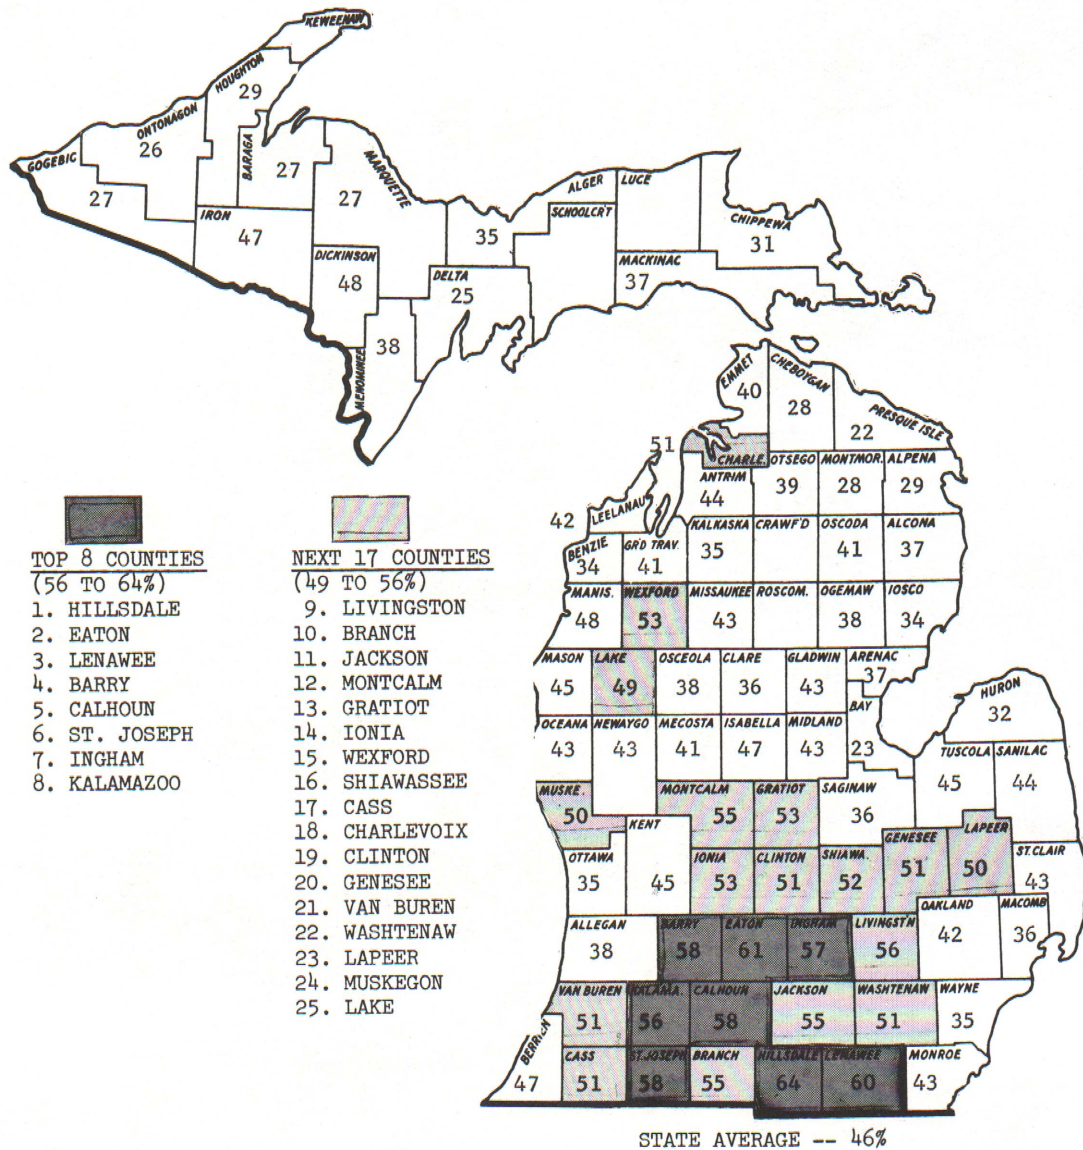 KEWEENAW
HOUGHTON
29
ONTONAGON
26
BARAGA
27
GOGEBIC
27
MARQUETTE
27
IRON
47
DICKINSON
48
MENOMINEE
38
DELTA
25
ALGER
35
SCHOOLCR'T
LUCE
CHIPPEWA
31
MACKINAC
37
EMMET
40
CHEBOYGAN
28
PRESQUE ISLE
22
51
CHARLE.
OTSEGO
39
MONTMOR.
28
ALPENA
29
ANTRIM
44
42
LEELANAU
KALKASKA
35
CRAWF'D
OSCODA
41
ALCONA
37
BENZIE
34
GR'D TRAV.
41
MANIS.
48
WEXFORD
53
MISSAUKEE
43
ROSCOM.
OGEMAW
38
IOSCO
34
MASON
45
LAKE
49
OSCEOLA
38
CLARE
36
GLADWIN
43
ARENAC
37
OCEANA
43
NEWAYGO
43
MECOSTA
41
ISABELLA
47
MIDLAND
43
BAY
23
HURON
32
TUSCOLA
45
SANILAC
44
MUSKE.
50
MONTCALM
55
GRATIOT
53
SAGINAW
36
KENT
45
OTTAWA
35
IONIA
53
CLINTON
51
SHIAWA.
52
GENESEE
51
LAPEER
50
ST. CLAIR
43
ALLEGAN
38
BARRY
58
EATON
61
INGHAM
57
LIVINGST'N
56
OAKLAND
42
MACOMB
36
VAN BUREN
51
KALAMA.
56
CALHOUN
58
JACKSON
55
WASHTENAW
51
WAYNE
35
BERRIEN
47
CASS
51
ST. JOSEPH
58
BRANCH
55
HILLSDALE
64
LENAWEE
60
MONROE
43
TOP 8 COUNTIES
(56 TO 64%)
1. HILLSDALE
2. EATON
3. LENAWEE
4. BARRY
5. CALHOUN
6. ST. JOSEPH
7. INGHAM
8. KALAMAZOO
NEXT 17 COUNTIES
(49 TO 56%)
9. LIVINGSTON
10. BRANCH
11. JACKSON
12. MONTCALM
13. GRATIOT
14. IONIA
15. WEXFORD
16. SHIAWASSEE
17. CASS
18. CHARLEVOIX
19. CLINTON
20. GENESEE
21. VAN BUREN
22. WASHTENAW
23. LAPEER
24. MUSKEGON
25. LAKE
STATE AVERAGE -- 46%